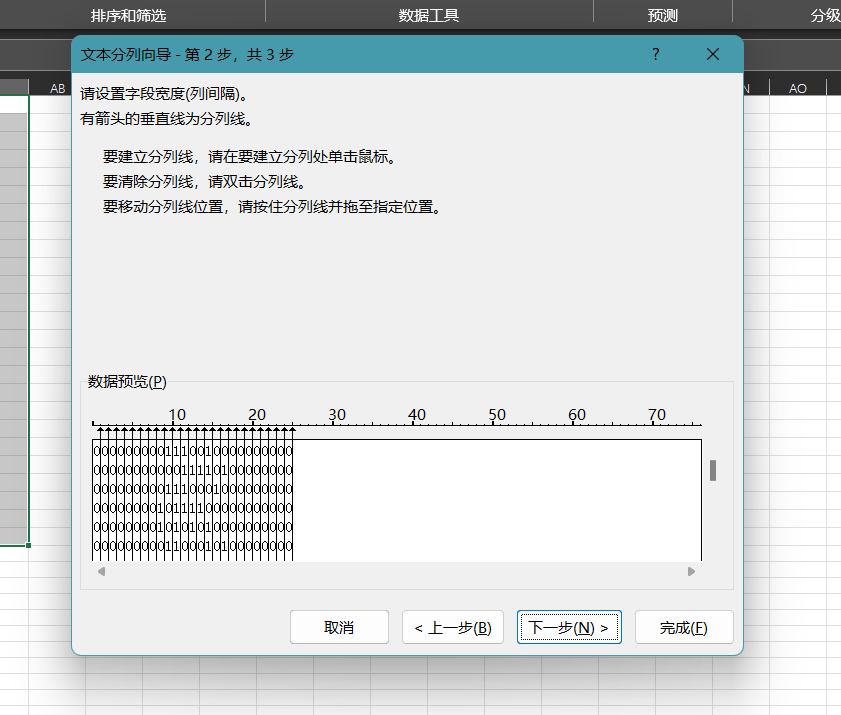 排序和筛选 数据工具 预测 分级
文本分列向导 - 第 2 步，共 3 步 ?
AB N AO
请设置字段宽度(列间隔)。
有箭头的垂直线为分列线。
要建立分列线，请在要建立分列处单击鼠标。
要清除分列线，请双击分列线。
要移动分列线位置，请按住分列线并拖至指定位置。
数据预览(P)
10 20 30 40 50 60 70
0000000001110010000000000
0000000000011110100000000
0000000001110001000000000
0000000010111100000000000
0000000010101010000000000
0000000001100010100000000
取消 < 上一步(B) 下一步(N) > 完成(F)